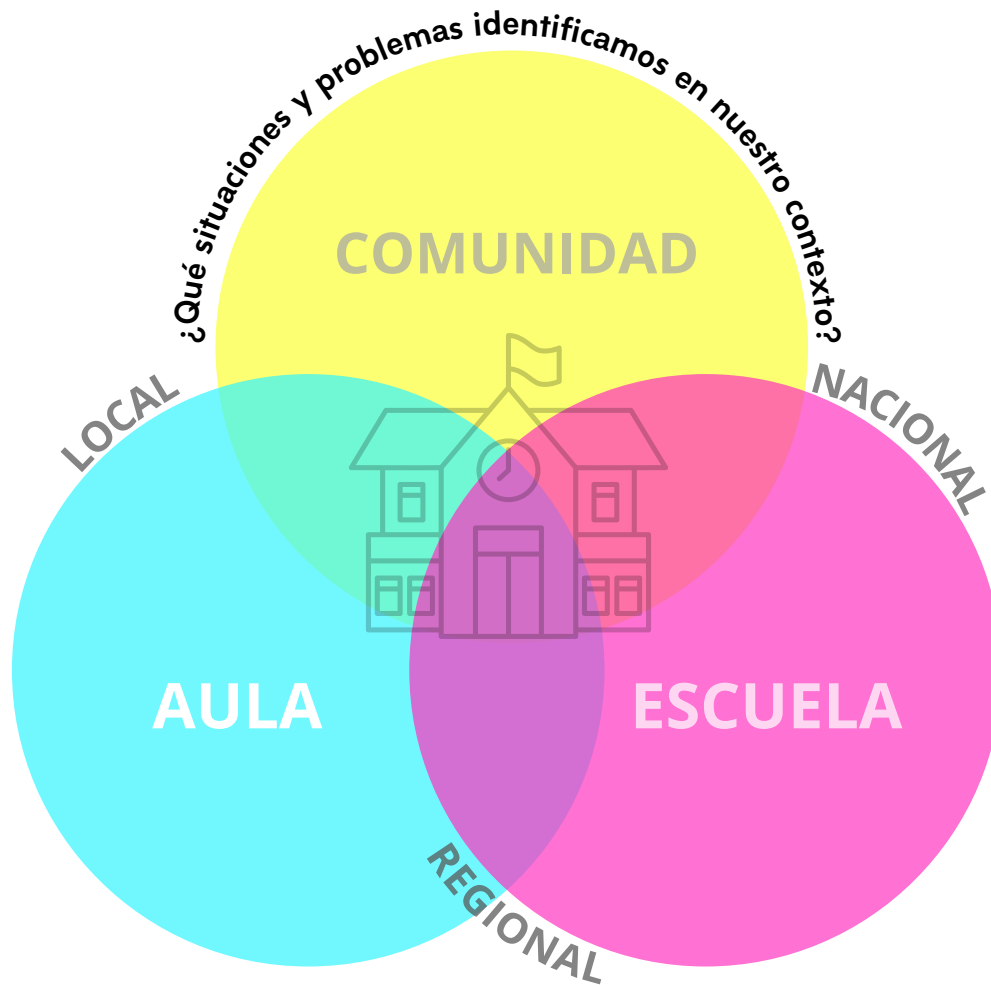 ¿Qué situaciones y problemas identificamos en nuestro contexto?
COMUNIDAD
LOCAL
NACIONAL
AULA
ESCUELA
REGIONAL